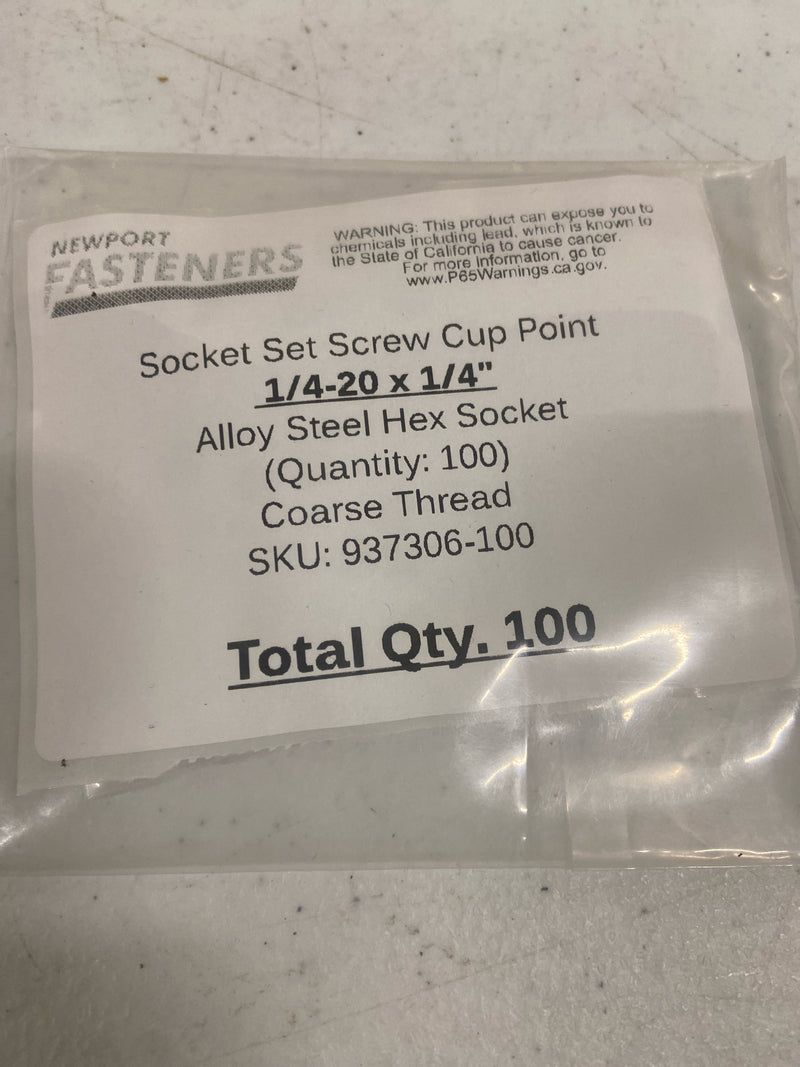 NEWPORT
FASTENERS
WARNING: This product can expose you to
chemicals including lead, which is known to
the State of California to cause cancer.
For more information, go to
www.P65Warnings.ca.gov.
Socket Set Screw Cup Point
1/4-20 x 1/4"
Alloy Steel Hex Socket
(Quantity: 100)
Coarse Thread
SKU: 937306-100
Total Qty. 100